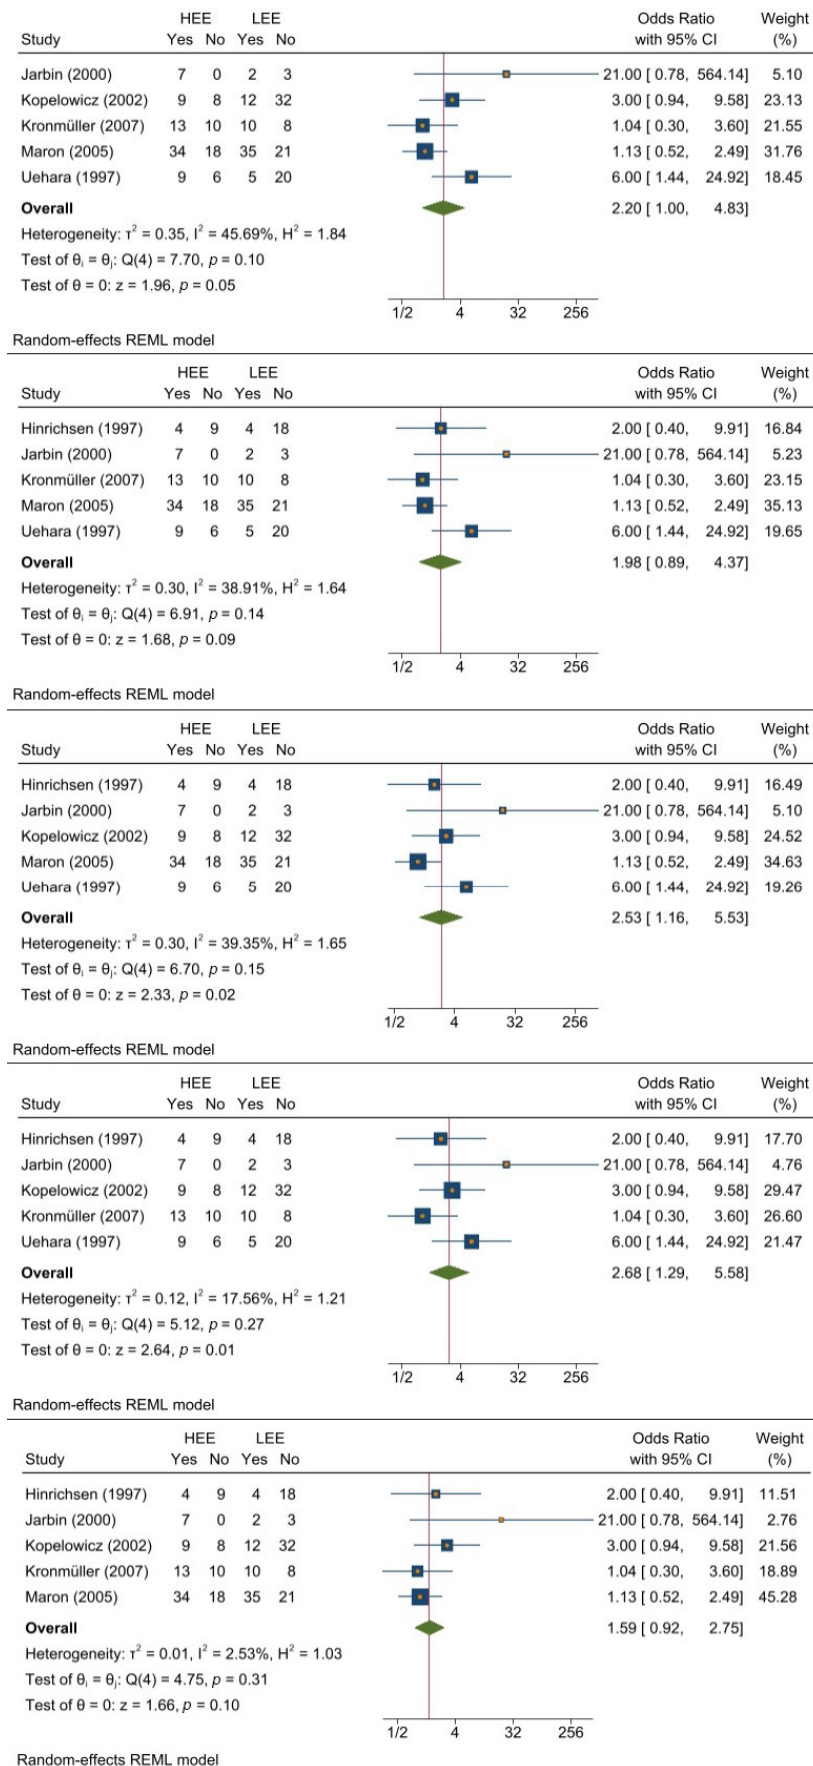 HEE LEE Odds Ratio Weight
Study Yes No Yes No with 95% CI (%)
Jarbin (2000) 7 0 2 3 21.00 [ 0.78, 564.14] 5.10
Kopelowicz (2002) 9 8 12 32 3.00 [ 0.94, 9.58] 23.13
Kronmüller (2007) 13 10 10 8 1.04 [ 0.30, 3.60] 21.55
Maron (2005) 34 18 35 21 1.13 [ 0.52, 2.49] 31.76
Uehara (1997) 9 6 5 20 6.00 [ 1.44, 24.92] 18.45
Overall 2.20 [ 1.00, 4.83]
Heterogeneity: τ² = 0.35, I² = 45.69%, H² = 1.84
Test of θᵢ = θⱼ: Q(4) = 7.70, p = 0.10
Test of θ = 0: z = 1.96, p = 0.05
1/2 4 32 256
Random-effects REML model
HEE LEE Odds Ratio Weight
Study Yes No Yes No with 95% CI (%)
Hinrichsen (1997) 4 9 4 18 2.00 [ 0.40, 9.91] 16.84
Jarbin (2000) 7 0 2 3 21.00 [ 0.78, 564.14] 5.23
Kronmüller (2007) 13 10 10 8 1.04 [ 0.30, 3.60] 23.15
Maron (2005) 34 18 35 21 1.13 [ 0.52, 2.49] 35.13
Uehara (1997) 9 6 5 20 6.00 [ 1.44, 24.92] 19.65
Overall 1.98 [ 0.89, 4.37]
Heterogeneity: τ² = 0.30, I² = 38.91%, H² = 1.64
Test of θᵢ = θⱼ: Q(4) = 6.91, p = 0.14
Test of θ = 0: z = 1.68, p = 0.09
1/2 4 32 256
Random-effects REML model
HEE LEE Odds Ratio Weight
Study Yes No Yes No with 95% CI (%)
Hinrichsen (1997) 4 9 4 18 2.00 [ 0.40, 9.91] 16.49
Jarbin (2000) 7 0 2 3 21.00 [ 0.78, 564.14] 5.10
Kopelowicz (2002) 9 8 12 32 3.00 [ 0.94, 9.58] 24.52
Maron (2005) 34 18 35 21 1.13 [ 0.52, 2.49] 34.63
Uehara (1997) 9 6 5 20 6.00 [ 1.44, 24.92] 19.26
Overall 2.53 [ 1.16, 5.53]
Heterogeneity: τ² = 0.30, I² = 39.35%, H² = 1.65
Test of θᵢ = θⱼ: Q(4) = 6.70, p = 0.15
Test of θ = 0: z = 2.33, p = 0.02
1/2 4 32 256
Random-effects REML model
HEE LEE Odds Ratio Weight
Study Yes No Yes No with 95% CI (%)
Hinrichsen (1997) 4 9 4 18 2.00 [ 0.40, 9.91] 17.70
Jarbin (2000) 7 0 2 3 21.00 [ 0.78, 564.14] 4.76
Kopelowicz (2002) 9 8 12 32 3.00 [ 0.94, 9.58] 29.47
Kronmüller (2007) 13 10 10 8 1.04 [ 0.30, 3.60] 26.60
Uehara (1997) 9 6 5 20 6.00 [ 1.44, 24.92] 21.47
Overall 2.68 [ 1.29, 5.58]
Heterogeneity: τ² = 0.12, I² = 17.56%, H² = 1.21
Test of θᵢ = θⱼ: Q(4) = 5.12, p = 0.27
Test of θ = 0: z = 2.64, p = 0.01
1/2 4 32 256
Random-effects REML model
HEE LEE Odds Ratio Weight
Study Yes No Yes No with 95% CI (%)
Hinrichsen (1997) 4 9 4 18 2.00 [ 0.40, 9.91] 11.51
Jarbin (2000) 7 0 2 3 21.00 [ 0.78, 564.14] 2.76
Kopelowicz (2002) 9 8 12 32 3.00 [ 0.94, 9.58] 21.56
Kronmüller (2007) 13 10 10 8 1.04 [ 0.30, 3.60] 18.89
Maron (2005) 34 18 35 21 1.13 [ 0.52, 2.49] 45.28
Overall 1.59 [ 0.92, 2.75]
Heterogeneity: τ² = 0.01, I² = 2.53%, H² = 1.03
Test of θᵢ = θⱼ: Q(4) = 4.75, p = 0.31
Test of θ = 0: z = 1.66, p = 0.10
1/2 4 32 256
Random-effects REML model